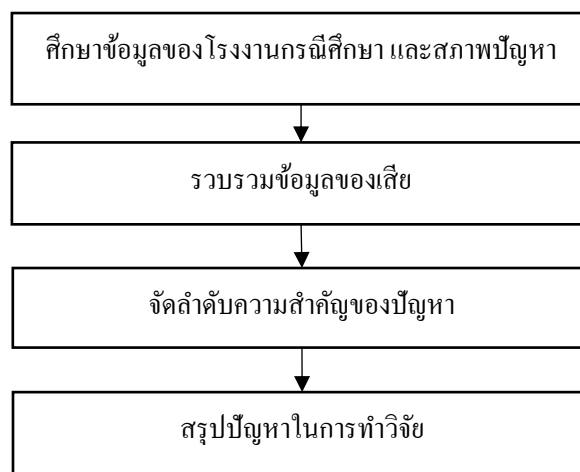 ศึกษาข้อมูลของโรงงานกรณีศึกษา และสภาพปัญหา
รวบรวมข้อมูลของเสีย
จัดลำดับความสำคัญของปัญหา
สรุปปัญหาในการทำวิจัย